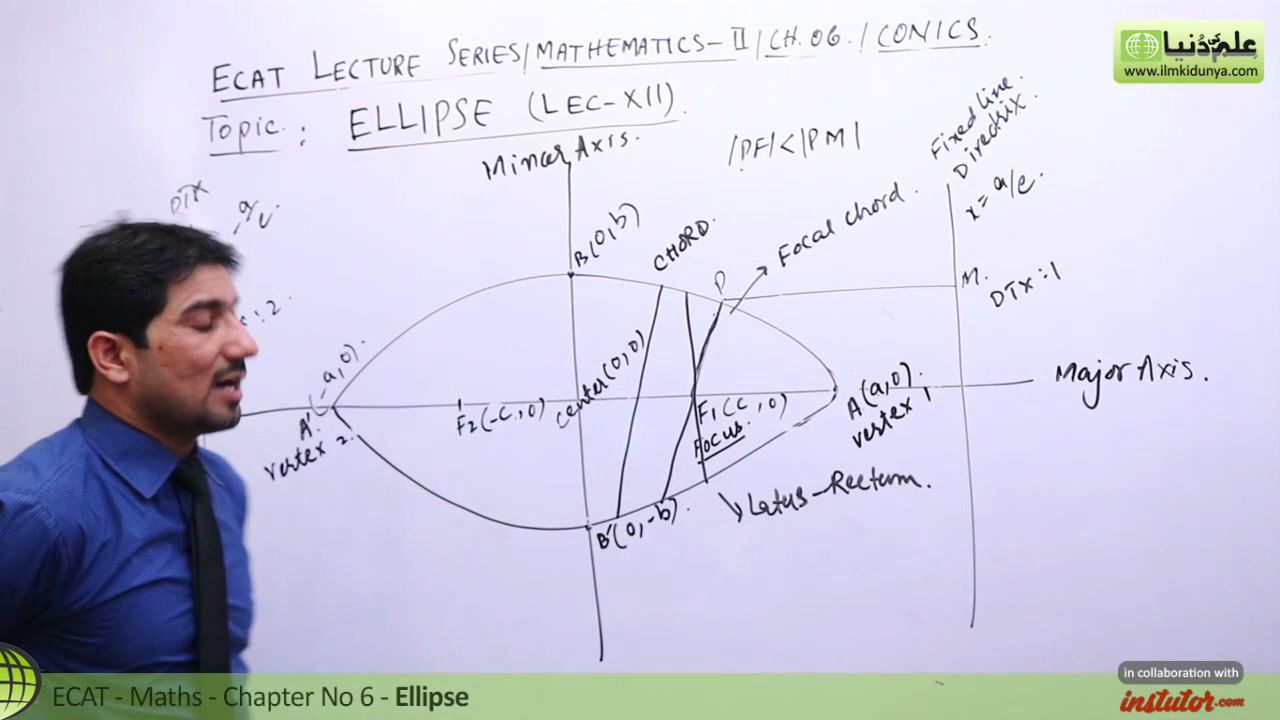 ECAT LECTURE SERIES/MATHEMATICS-II/CH.06./CONICS.
Topic: ELLIPSE (LEC-XII)
علم کی دُنیا
www.ilmkidunya.com
Minor Axis.
|PF|<|PM|
Fixed line
Directrix.
x = a/e.
DTX
B(0,b)
CHORD.
P
Focal chord.
M.
DTX:1
:2
A'(-a,0).
vertex 2.
F2(-c,0)
center(0,0)
F1(c,0)
Focus.
A(a,0).
vertex 1
Major Axis.
B'(0,-b).
Latus-Rectum.
ECAT - Maths - Chapter No 6 - Ellipse
in collaboration with
instutor.com